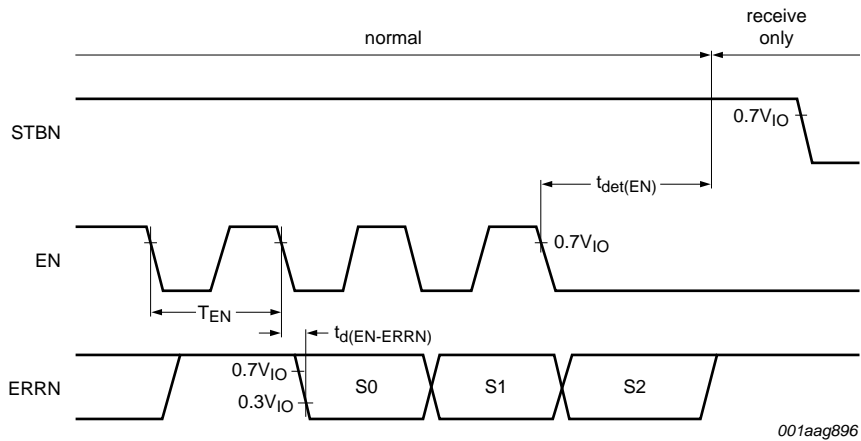 receive
only
normal
STBN
0.7VIO
tdet(EN)
EN
0.7VIO
TEN
td(EN-ERRN)
ERRN
0.7VIO
0.3VIO
S0
S1
S2
001aag896